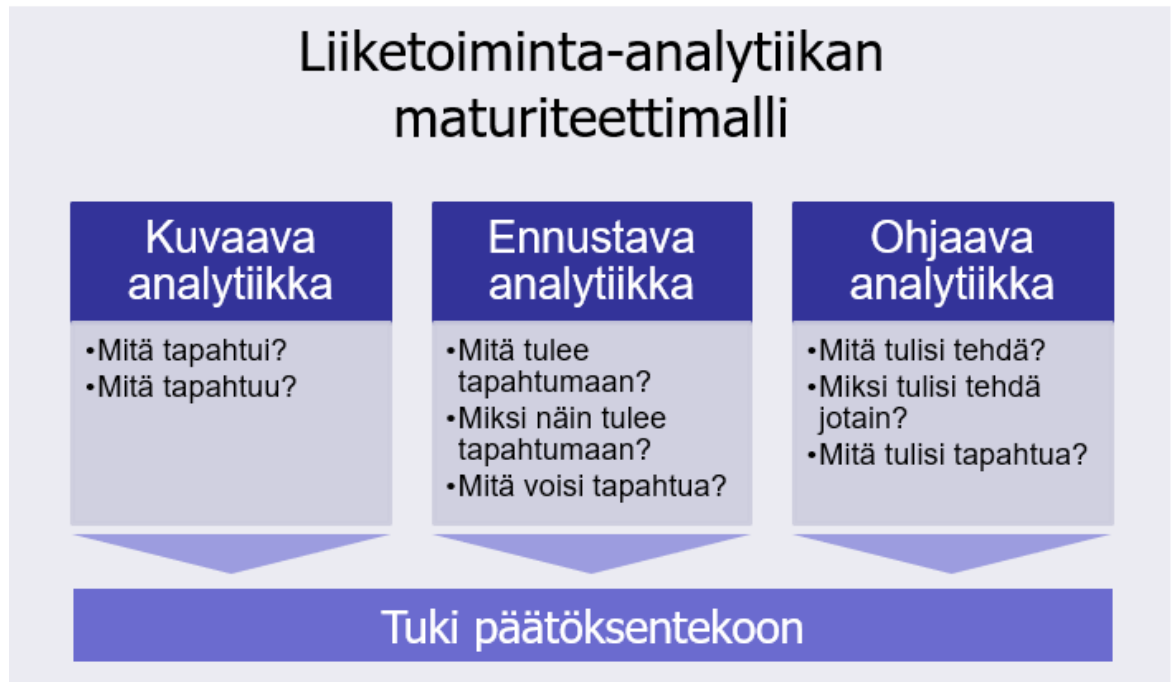 Liiketoiminta-analytiikan
maturiteettimalli
Kuvaava
analytiikka
•Mitä tapahtui?
•Mitä tapahtuu?
Ennustava
analytiikka
•Mitä tulee
tapahtumaan?
•Miksi näin tulee
tapahtumaan?
•Mitä voisi tapahtua?
Ohjaava
analytiikka
•Mitä tulisi tehdä?
•Miksi tulisi tehdä
jotain?
•Mitä tulisi tapahtua?
Tuki päätöksentekoon